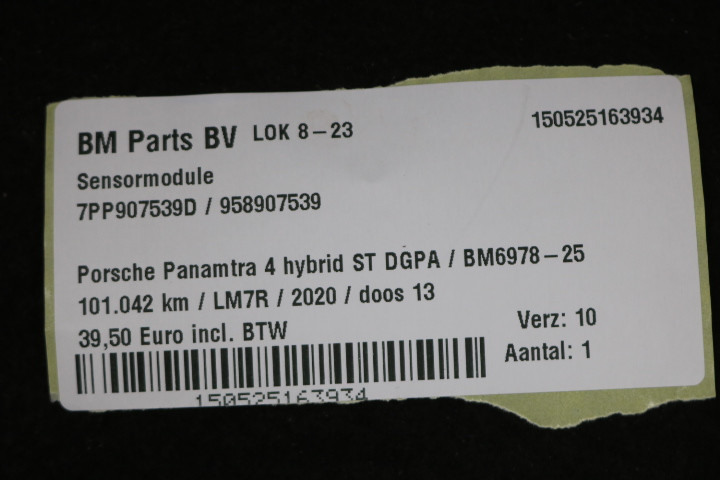 BM Parts BV LOK 8-23 150525163934
Sensormodule
7PP907539D / 958907539
Porsche Panamtra 4 hybrid ST DGPA / BM6978-25
101.042 km / LM7R / 2020 / doos 13
39,50 Euro incl. BTW
Verz: 10
Aantal: 1
150525163934